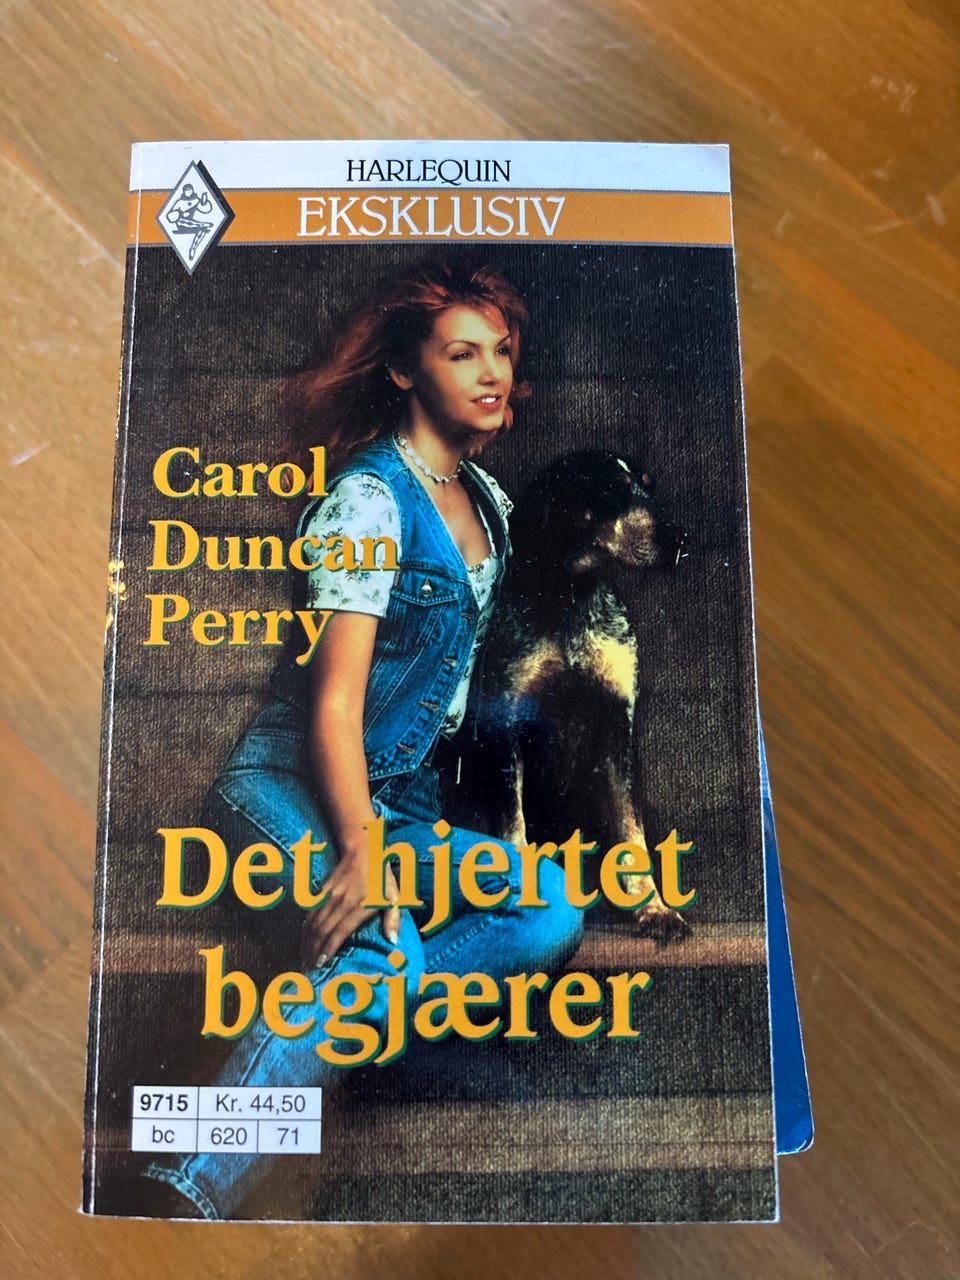 HARLEQUIN
EKSKLUSIV
Carol
Duncan
Perry
Det hjertet
begjærer
9715 Kr. 44,50
bc 620 71